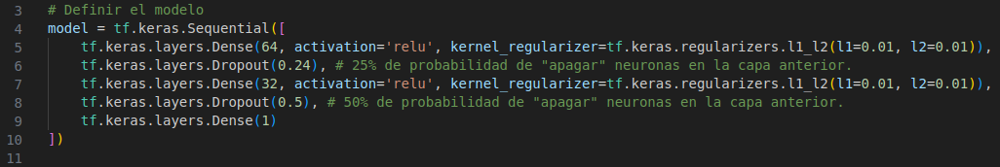 3 # Definir el modelo
4 model = tf.keras.Sequential([
5     tf.keras.layers.Dense(64, activation='relu', kernel_regularizer=tf.keras.regularizers.l1_l2(l1=0.01, l2=0.01)),
6     tf.keras.layers.Dropout(0.24), # 25% de probabilidad de "apagar" neuronas en la capa anterior.
7     tf.keras.layers.Dense(32, activation='relu', kernel_regularizer=tf.keras.regularizers.l1_l2(l1=0.01, l2=0.01)),
8     tf.keras.layers.Dropout(0.5), # 50% de probabilidad de "apagar" neuronas en la capa anterior.
9     tf.keras.layers.Dense(1)
10 ])
11